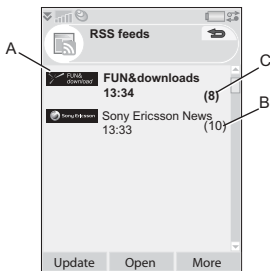 RSS feeds
A
FUN&
download
FUN&downloads
13:34
(8)
C
Sony Ericsson
Sony Ericsson News
13:33
(10)
B
Update Open More